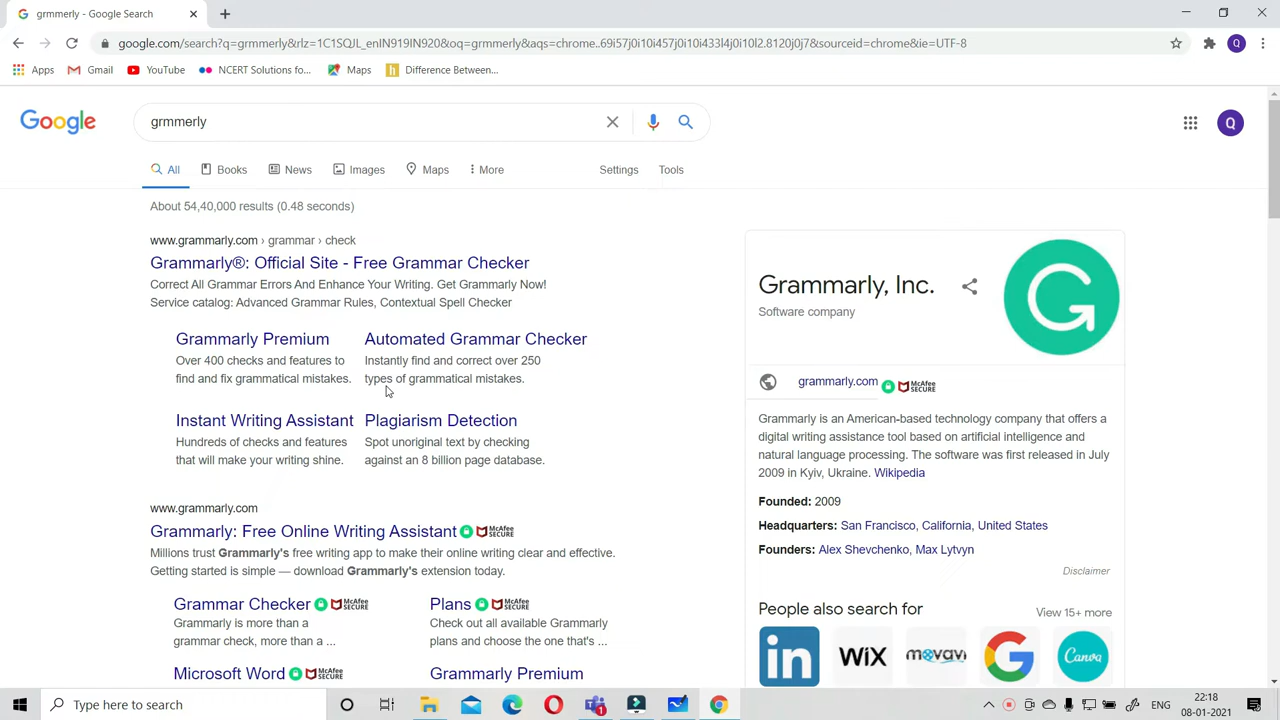 grmmerly - Google Search
google.com/search?q=grmmerly&rlz=1C1SQJL_enIN919IN920&oq=grmmerly&aqs=chrome..69i57j0i10i457j0i10i433l4j0i10l2.8120j0j7&sourceid=chrome&ie=UTF-8
Q
Apps
Gmail
YouTube
NCERT Solutions fo...
Maps
h
Difference Between...
Google
grmmerly
Q
All
Books
News
Images
Maps
More
Settings
Tools
About 54,40,000 results (0.48 seconds)
www.grammarly.com › grammar › check
Grammarly®: Official Site - Free Grammar Checker
Correct All Grammar Errors And Enhance Your Writing. Get Grammarly Now!
Service catalog: Advanced Grammar Rules, Contextual Spell Checker
Grammarly Premium
Over 400 checks and features to
find and fix grammatical mistakes.
Automated Grammar Checker
Instantly find and correct over 250
types of grammatical mistakes.
Instant Writing Assistant
Hundreds of checks and features
that will make your writing shine.
Plagiarism Detection
Spot unoriginal text by checking
against an 8 billion page database.
www.grammarly.com
Grammarly: Free Online Writing Assistant McAfee SECURE
Millions trust Grammarly's free writing app to make their online writing clear and effective.
Getting started is simple — download Grammarly's extension today.
Grammar Checker McAfee SECURE
Grammarly is more than a
grammar check, more than a ...
Plans McAfee SECURE
Check out all available Grammarly
plans and choose the one that's ...
Microsoft Word McAfee SECURE
Grammarly Premium
Grammarly, Inc.
Software company
grammarly.com McAfee SECURE
Grammarly is an American-based technology company that offers a
digital writing assistance tool based on artificial intelligence and
natural language processing. The software was first released in July
2009 in Kyiv, Ukraine. Wikipedia
Founded: 2009
Headquarters: San Francisco, California, United States
Founders: Alex Shevchenko, Max Lytvyn
Disclaimer
People also search for
View 15+ more
in
WiX
movavi
G
Canva
Type here to search
1
ENG
22:18
08-01-2021